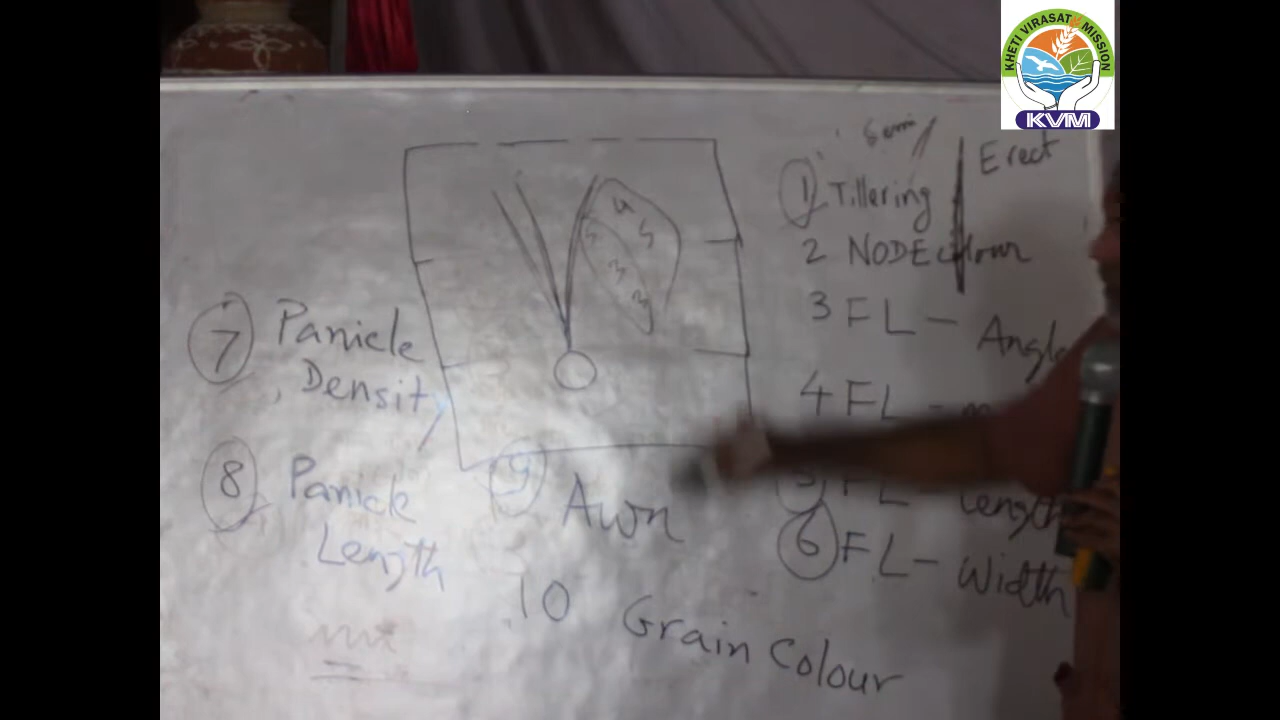 KHETI VIRASAT MISSION
KVM
Semi
Erect
1 Tillering
2 NODE colour
3 FL - Angle
4 FL -
5 FL - Length
6 FL - Width
7 Panicle
Density
8 Panicle
Length
9 Awn
10 Grain Colour